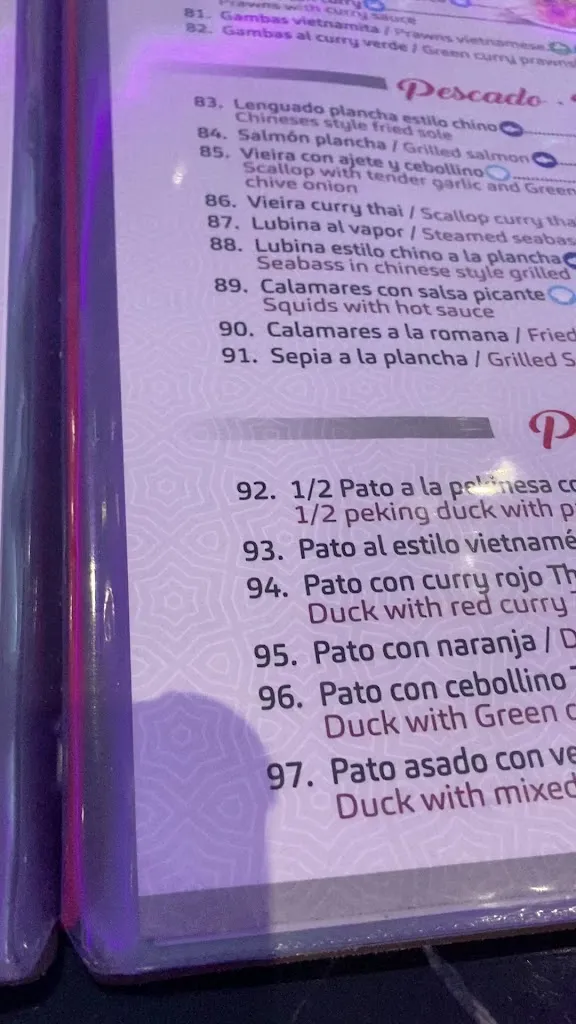 Prawns with curry sauce
81. Gambas vietnamita / Prawns vietnamese
82. Gambas al curry verde / Green curry prawns
Pescado
83. Lenguado plancha estilo chino
Chineses style fried sole
84. Salmón plancha / Grilled salmon
85. Vieira con ajete y cebollino
Scallop with tender garlic and Green
chive onion
86. Vieira curry thai / Scallop curry tha
87. Lubina al vapor / Steamed seabas
88. Lubina estilo chino a la plancha
Seabass in chinese style grilled
89. Calamares con salsa picante
Squids with hot sauce
90. Calamares a la romana / Fried
91. Sepia a la plancha / Grilled S
P
92. 1/2 Pato a la pekinesa co
1/2 peking duck with p
93. Pato al estilo vietnamé
94. Pato con curry rojo Th
Duck with red curry
95. Pato con naranja / D
96. Pato con cebollino
Duck with Green c
97. Pato asado con ve
Duck with mixed